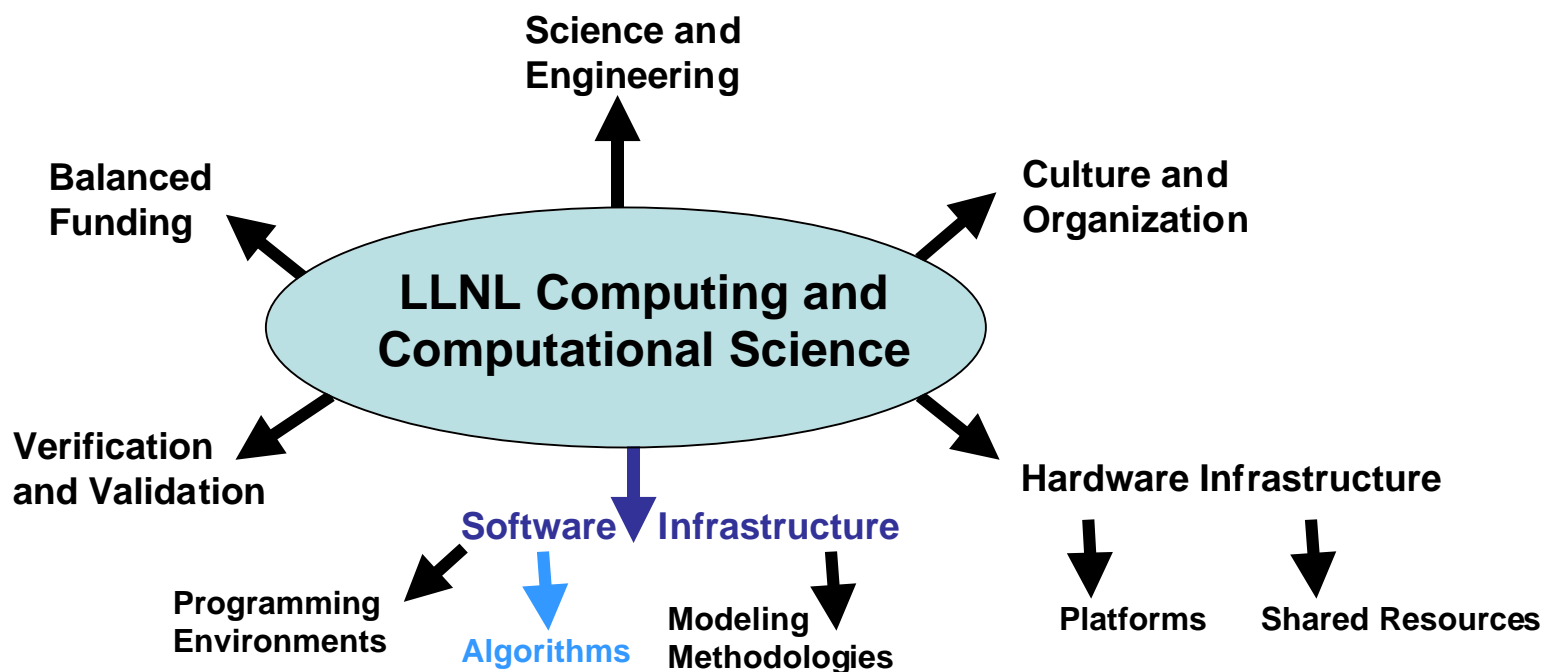 Science and
Engineering
Balanced
Funding
Culture and
Organization
LLNL Computing and
Computational Science
Verification
and Validation
Hardware Infrastructure
Software Infrastructure
Programming
Environments
Algorithms
Modeling
Methodologies
Platforms
Shared Resources